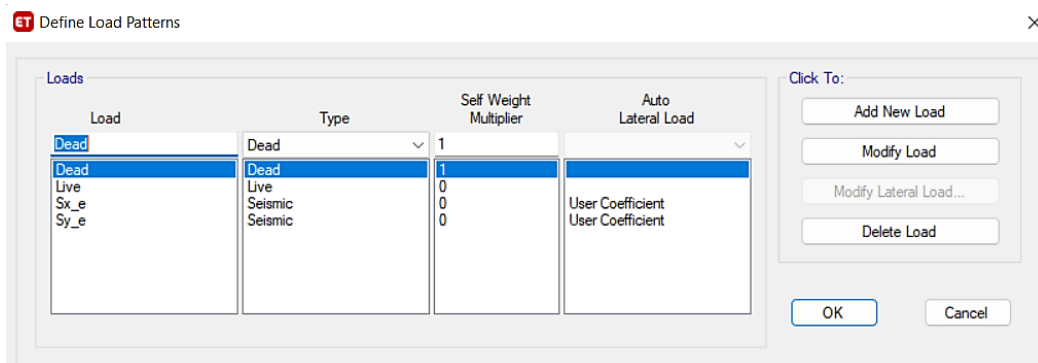 ET Define Load Patterns
Loads
Click To:
Load Type Self Weight Multiplier Auto Lateral Load
Dead Dead 1
Dead Dead 1
Live Live 0
Sx_e Seismic 0 User Coefficient
Sy_e Seismic 0 User Coefficient
Add New Load
Modify Load
Modify Lateral Load...
Delete Load
OK Cancel